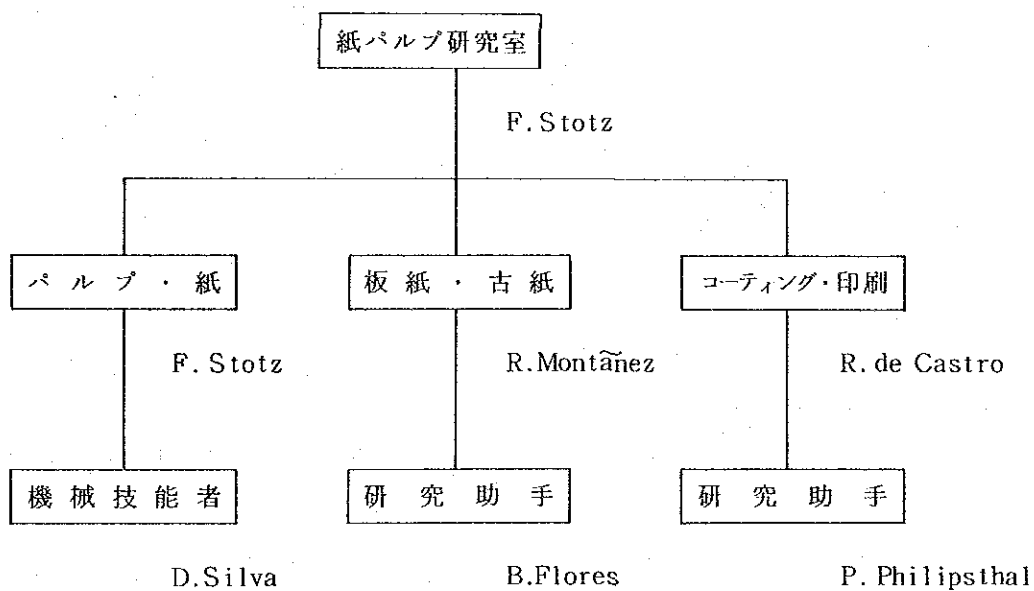 紙パルプ研究室
F. Stotz
パルプ・紙
板紙・古紙
コーティング・印刷
F. Stotz
R. Montãnez
R. de Castro
機械技能者
研究助手
研究助手
D. Silva
B. Flores
P. Philipsthal